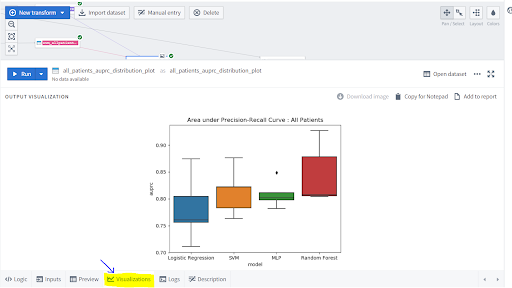 New transform
Import dataset
Manual entry
Delete
Pan / Select
Layout
Colors
Run
all_patients_auprc_distribution_plot
as
all_patients_auprc_distribution_plot
No data available
Open dataset
OUTPUT VISUALIZATION
Download image
Copy for Notepad
Add to report
Area under Precision-Recall Curve : All Patients
0.90
0.85
0.80
0.75
0.70
auprc
Logistic Regression
SVM
MLP
Random Forest
model
Logic
Inputs
Preview
Visualizations
Logs
Description